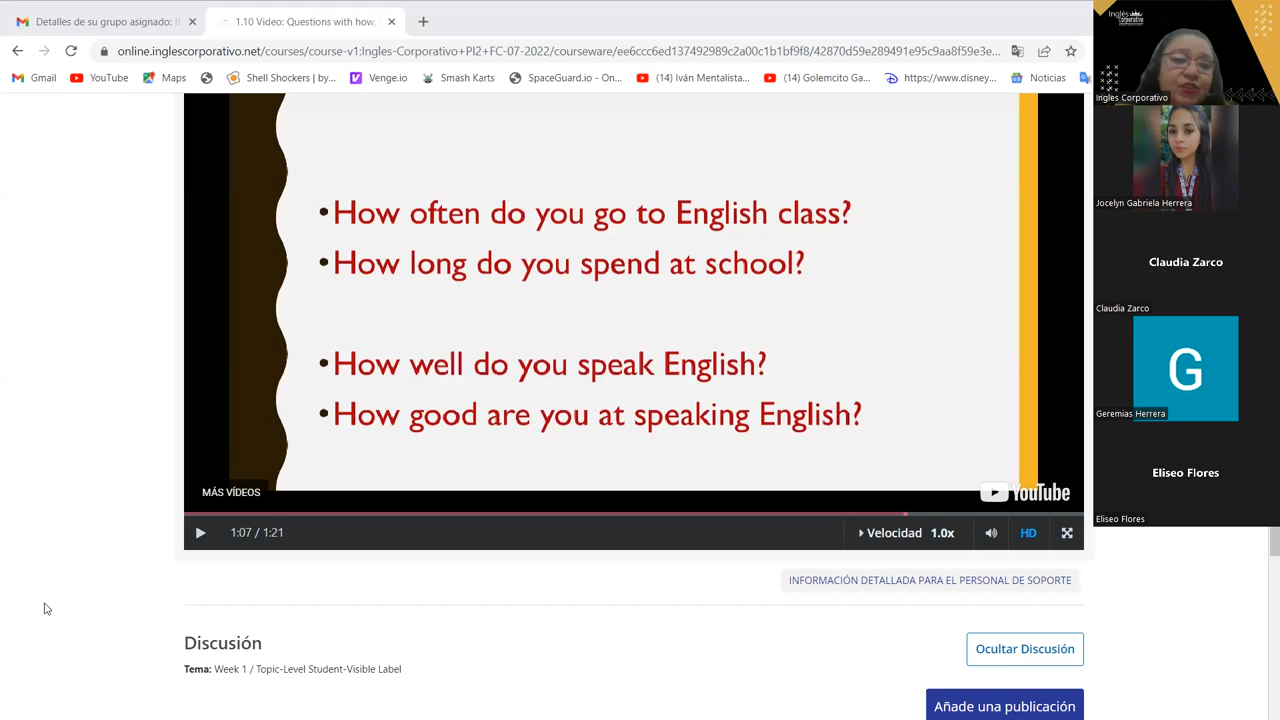 Detalles de su grupo asignado: I
1.10 Video: Questions with how;
online.inglescorporativo.net/courses/course-v1:Ingles-Corporativo+PI2+FC-07-2022/courseware/ee6ccc6ed137492989c2a00c1b1bf9f8/42870d59e289491e95c9aa8f59e3e...
Gmail
YouTube
Maps
Shell Shockers | by...
Venge.io
Smash Karts
SpaceGuard.io - On...
(14) Iván Mentalista...
(14) Golemcito Ga...
https://www.disney...
Noticias
•How often do you go to English class?
•How long do you spend at school?
•How well do you speak English?
•How good are you at speaking English?
MÁS VÍDEOS
YouTube
1:07 / 1:21
Velocidad 1.0x
HD
INFORMACIÓN DETALLADA PARA EL PERSONAL DE SOPORTE
Discusión
Ocultar Discusión
Tema: Week 1 / Topic-Level Student-Visible Label
Añade una publicación
Inglés
Corporativo
Ingles Corporativo
Jocelyn Gabriela Herrera
Claudia Zarco
Claudia Zarco
G
Geremias Herrera
Eliseo Flores
Eliseo Flores